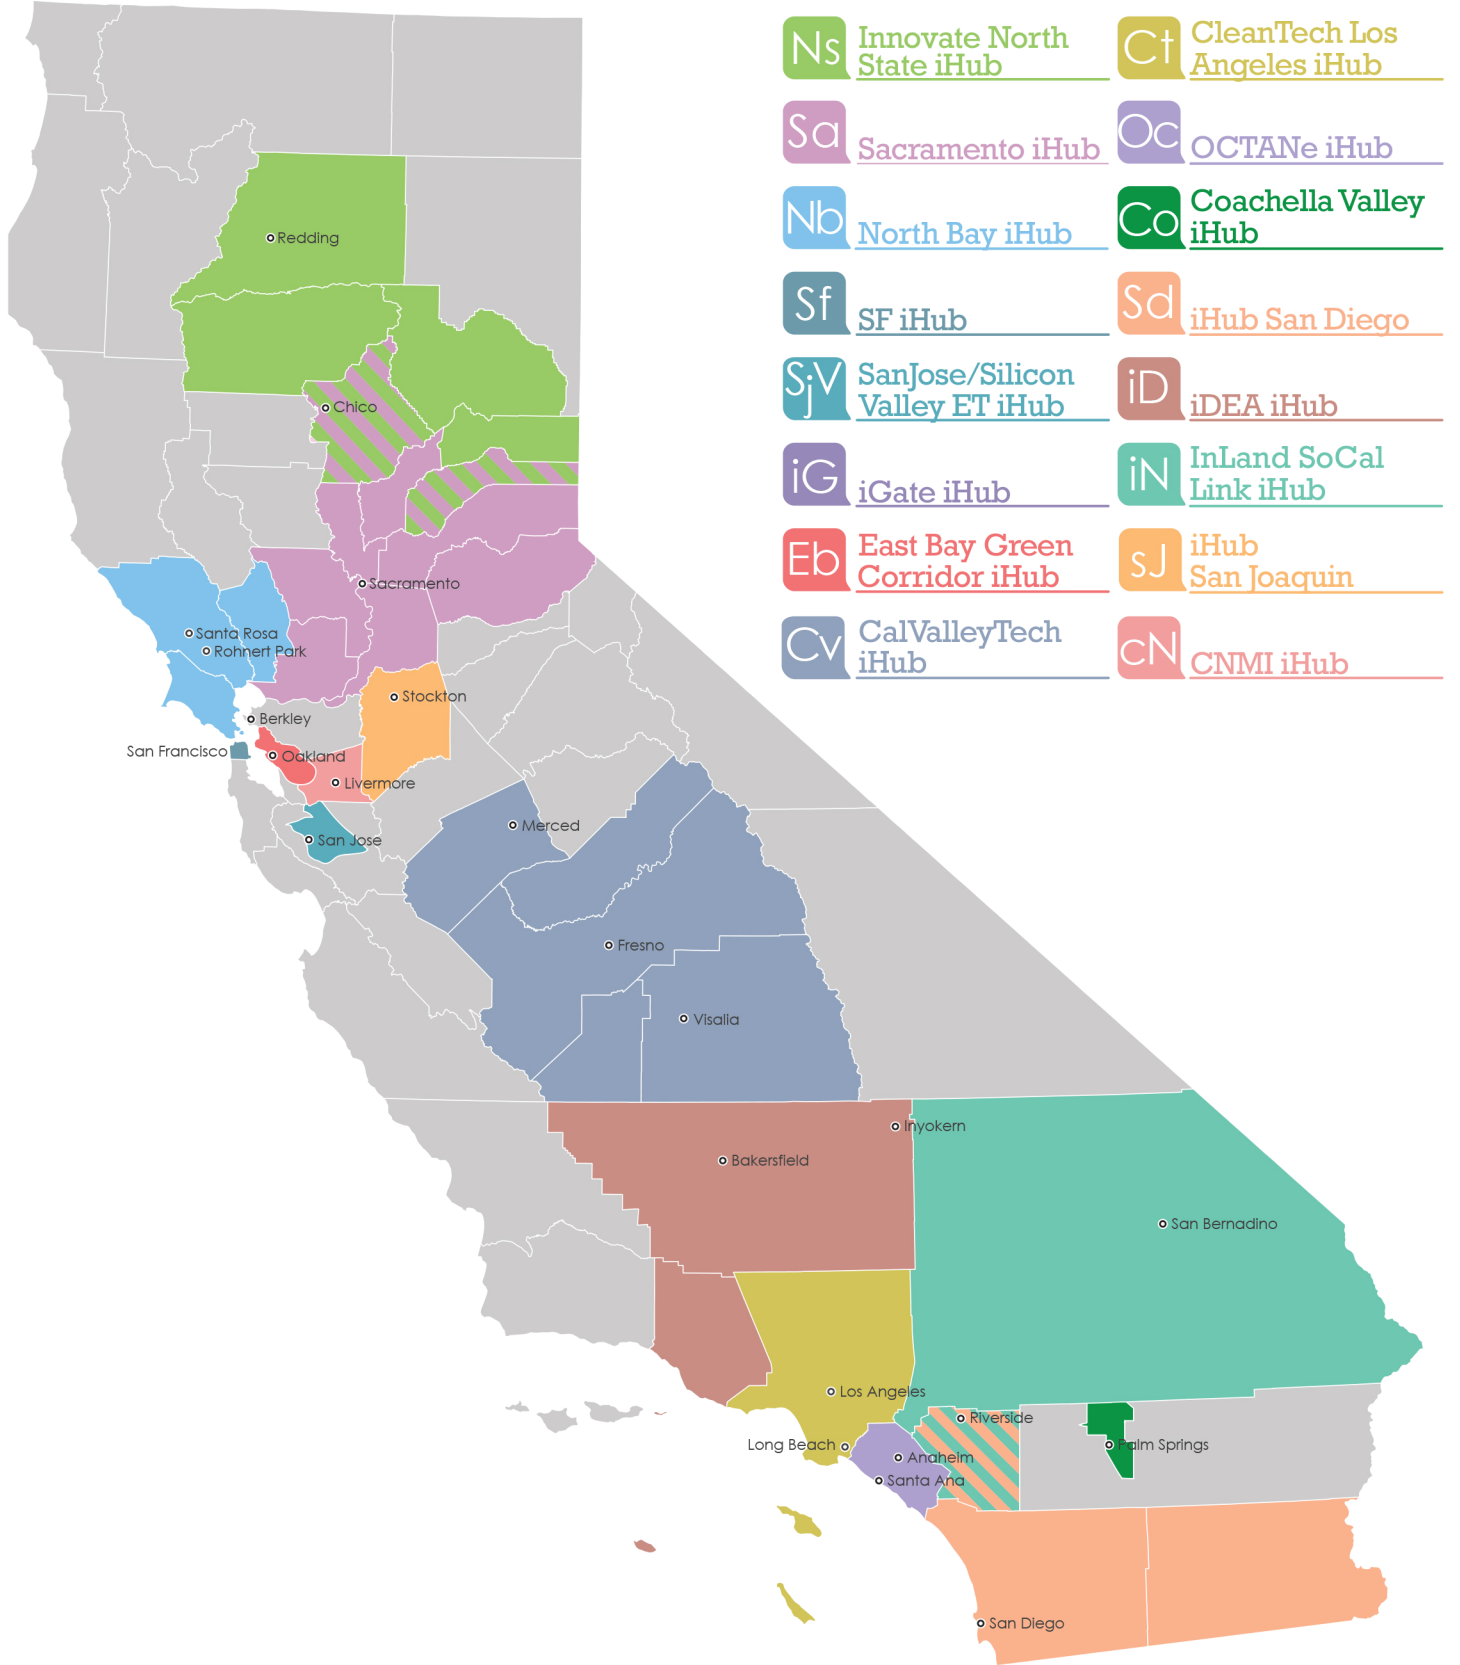 Ns Innovate North
State iHub
Sa Sacramento iHub
Nb North Bay iHub
Sf SF iHub
SjV SanJose/Silicon
Valley ET iHub
iG iGate iHub
Eb East Bay Green
Corridor iHub
Cv CalValleyTech
iHub
Ct CleanTech Los
Angeles iHub
Oc OCTANe iHub
Co Coachella Valley
iHub
Sd iHub San Diego
iD iDEA iHub
iN InLand SoCal
Link iHub
sJ iHub
San Joaquin
cN CNMI iHub
Redding
Chico
Sacramento
Santa Rosa
Rohnert Park
Stockton
Berkley
San Francisco
Oakland
Livermore
San Jose
Merced
Fresno
Visalia
Inyokern
Bakersfield
San Bernadino
Los Angeles
Riverside
Long Beach
Palm Springs
Anaheim
Santa Ana
San Diego